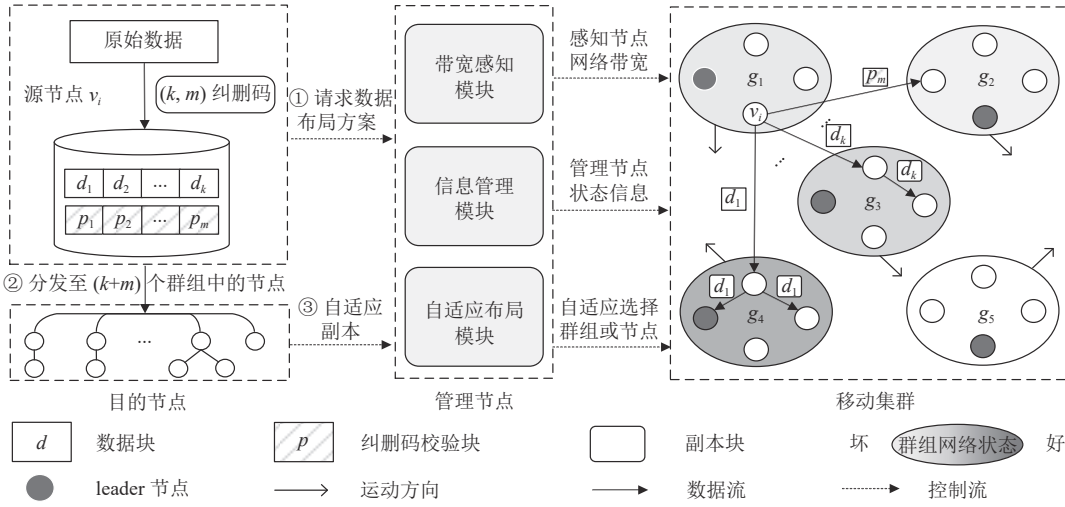 原始数据
源节点 vi
(k, m) 纠删码
d1 d2 ... dk
p1 p2 ... pm
① 请求数据
布局方案
② 分发至 (k+m) 个群组中的节点
...
③ 自适应
副本
目的节点
带宽感知
模块
信息管理
模块
自适应布局
模块
管理节点
感知节点
网络带宽
管理节点
状态信息
自适应选择
群组或节点
g1
vi
pm
g2
...
dk
dk
...
g3
d1
d1
d1
g4
g5
移动集群
d 数据块
p 纠删码校验块
副本块
坏 群组网络状态 好
leader 节点
运动方向
数据流
控制流